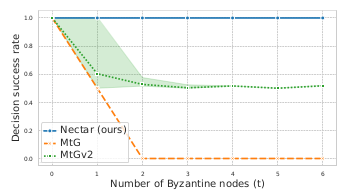 Decision success rate
1.0
0.8
0.6
0.4
0.2
0.0
Nectar (ours)
MtG
MtGv2
0 1 2 3 4 5 6
Number of Byzantine nodes (t)